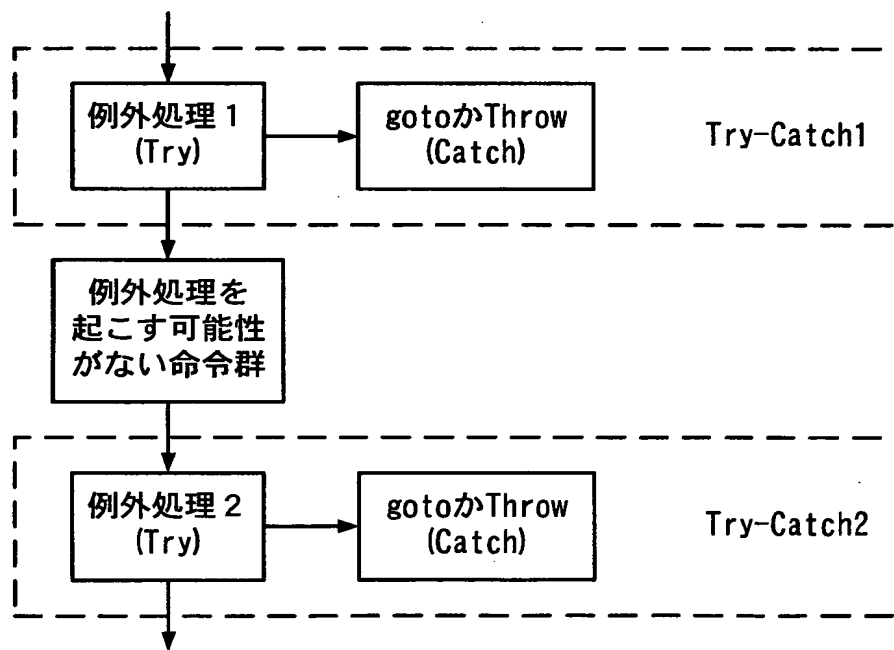 例外処理1
(Try)
gotoかThrow
(Catch)
Try-Catch1
例外処理を
起こす可能性
がない命令群
例外処理2
(Try)
gotoかThrow
(Catch)
Try-Catch2